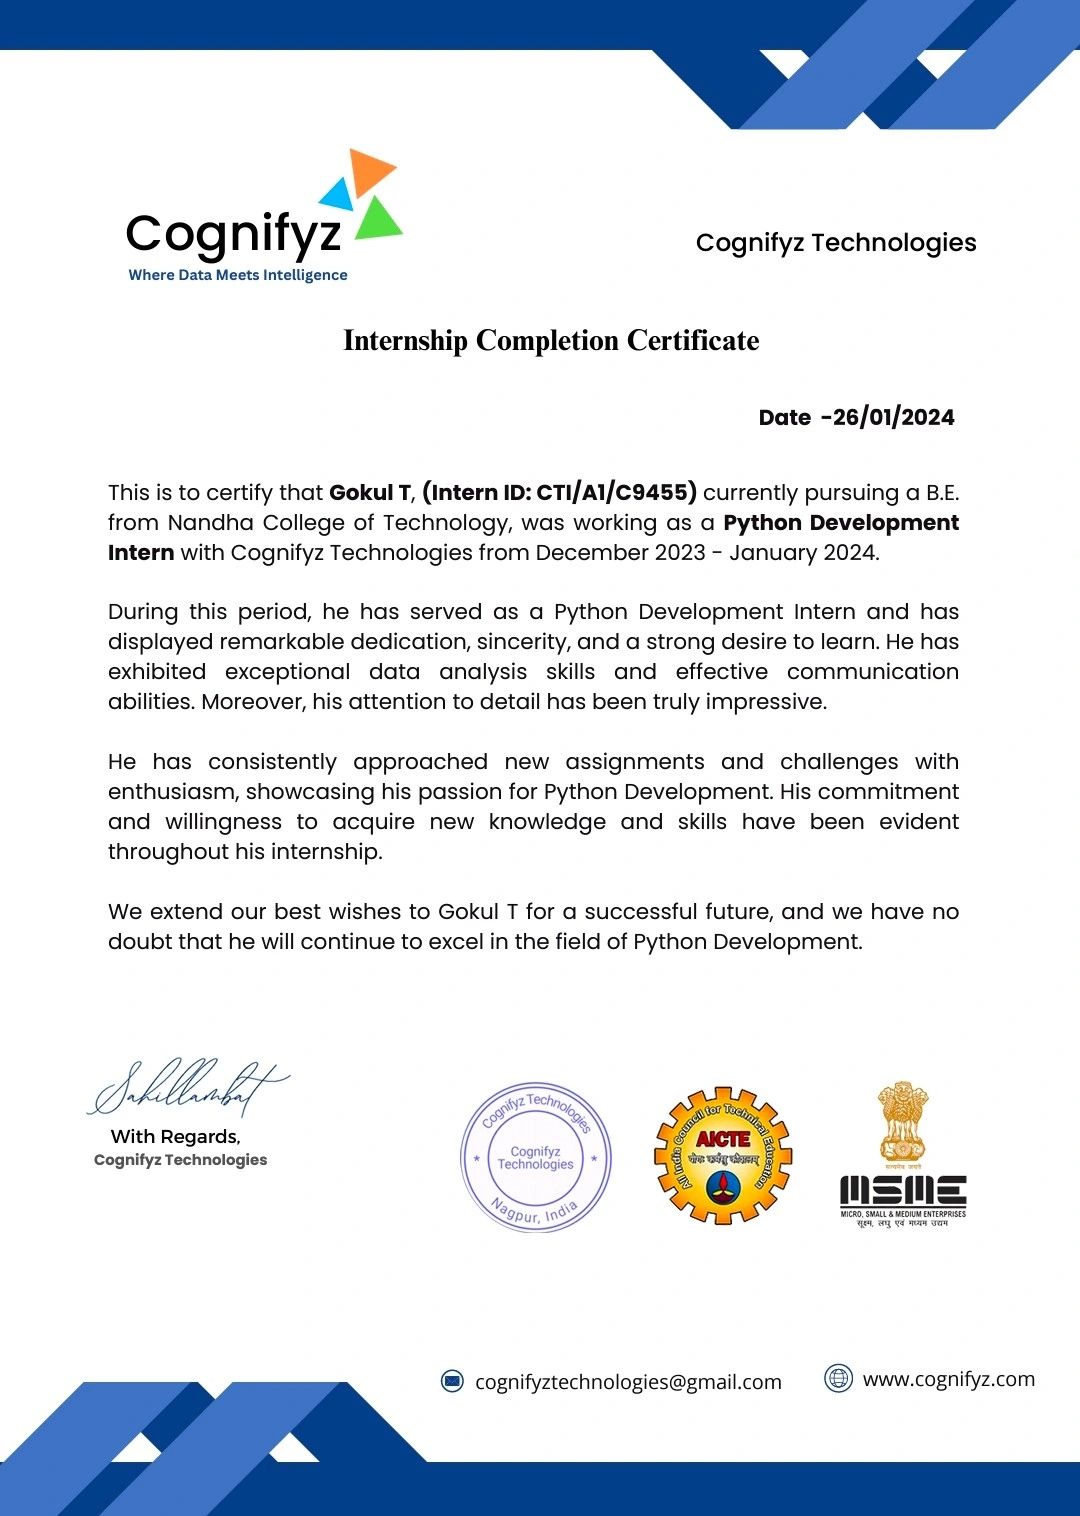 Cognifyz
Where Data Meets Intelligence
Cognifyz Technologies
Internship Completion Certificate
Date -26/01/2024
This is to certify that Gokul T, (Intern ID: CTI/A1/C9455) currently pursuing a B.E.
from Nandha College of Technology, was working as a Python Development
Intern with Cognifyz Technologies from December 2023 - January 2024.
During this period, he has served as a Python Development Intern and has
displayed remarkable dedication, sincerity, and a strong desire to learn. He has
exhibited exceptional data analysis skills and effective communication
abilities. Moreover, his attention to detail has been truly impressive.
He has consistently approached new assignments and challenges with
enthusiasm, showcasing his passion for Python Development. His commitment
and willingness to acquire new knowledge and skills have been evident
throughout his internship.
We extend our best wishes to Gokul T for a successful future, and we have no
doubt that he will continue to excel in the field of Python Development.
With Regards,
Cognifyz Technologies
Cognifyz Technologies
Cognifyz
Technologies
Nagpur, India
All India Council for Technical Education
AICTE
सत्यमेव जयते
MSME
MICRO, SMALL & MEDIUM ENTERPRISES
सूक्ष्म, लघु एवं मध्यम उद्यम
cognifyztechnologies@gmail.com
www.cognifyz.com